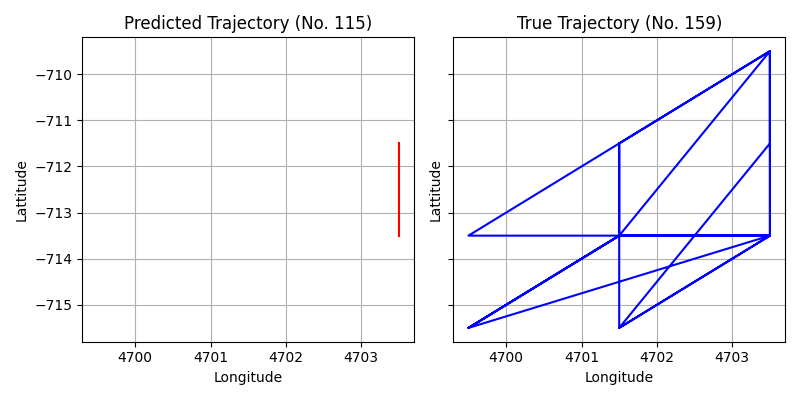 Predicted Trajectory (No. 115)
True Trajectory (No. 159)
−710
−711
−712
−713
−714
−715
Lattitude
Lattitude
4700
4701
4702
4703
4700
4701
4702
4703
Longitude
Longitude